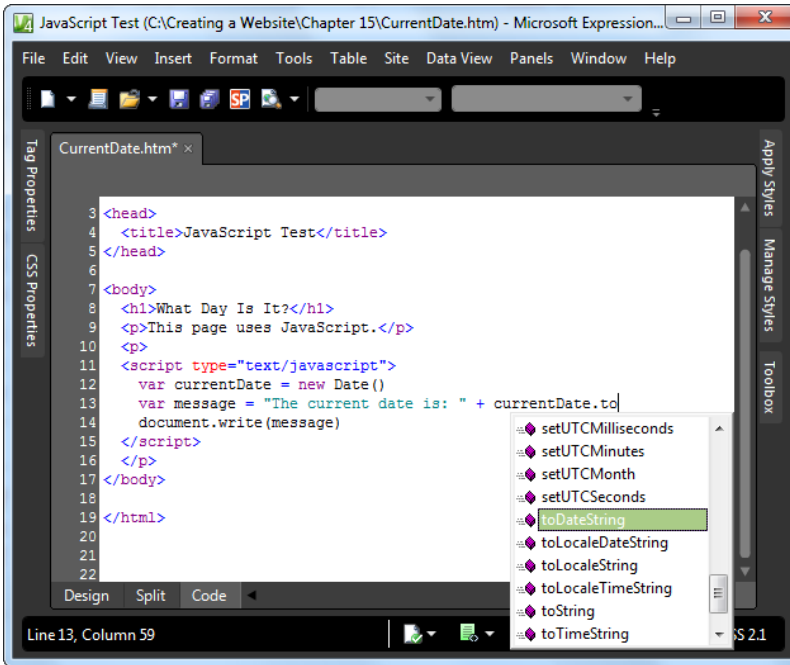 JavaScript Test (C:\Creating a Website\Chapter 15\CurrentDate.htm) - Microsoft Expression...
File Edit View Insert Format Tools Table Site Data View Panels Window Help
SP
Tag Properties
CSS Properties
CurrentDate.htm* ×
3 <head>
4 <title>JavaScript Test</title>
5 </head>
6
7 <body>
8 <h1>What Day Is It?</h1>
9 <p>This page uses JavaScript.</p>
10 <p>
11 <script type="text/javascript">
12 var currentDate = new Date()
13 var message = "The current date is: " + currentDate.to
14 document.write(message)
15 </script>
16 </p>
17 </body>
18
19 </html>
20
21
22
setUTCMilliseconds
setUTCMinutes
setUTCMonth
setUTCSeconds
toDateString
toLocaleDateString
toLocaleString
toLocaleTimeString
toString
toTimeString
Apply Styles
Manage Styles
Toolbox
Design Split Code
Line 13, Column 59
SS 2.1